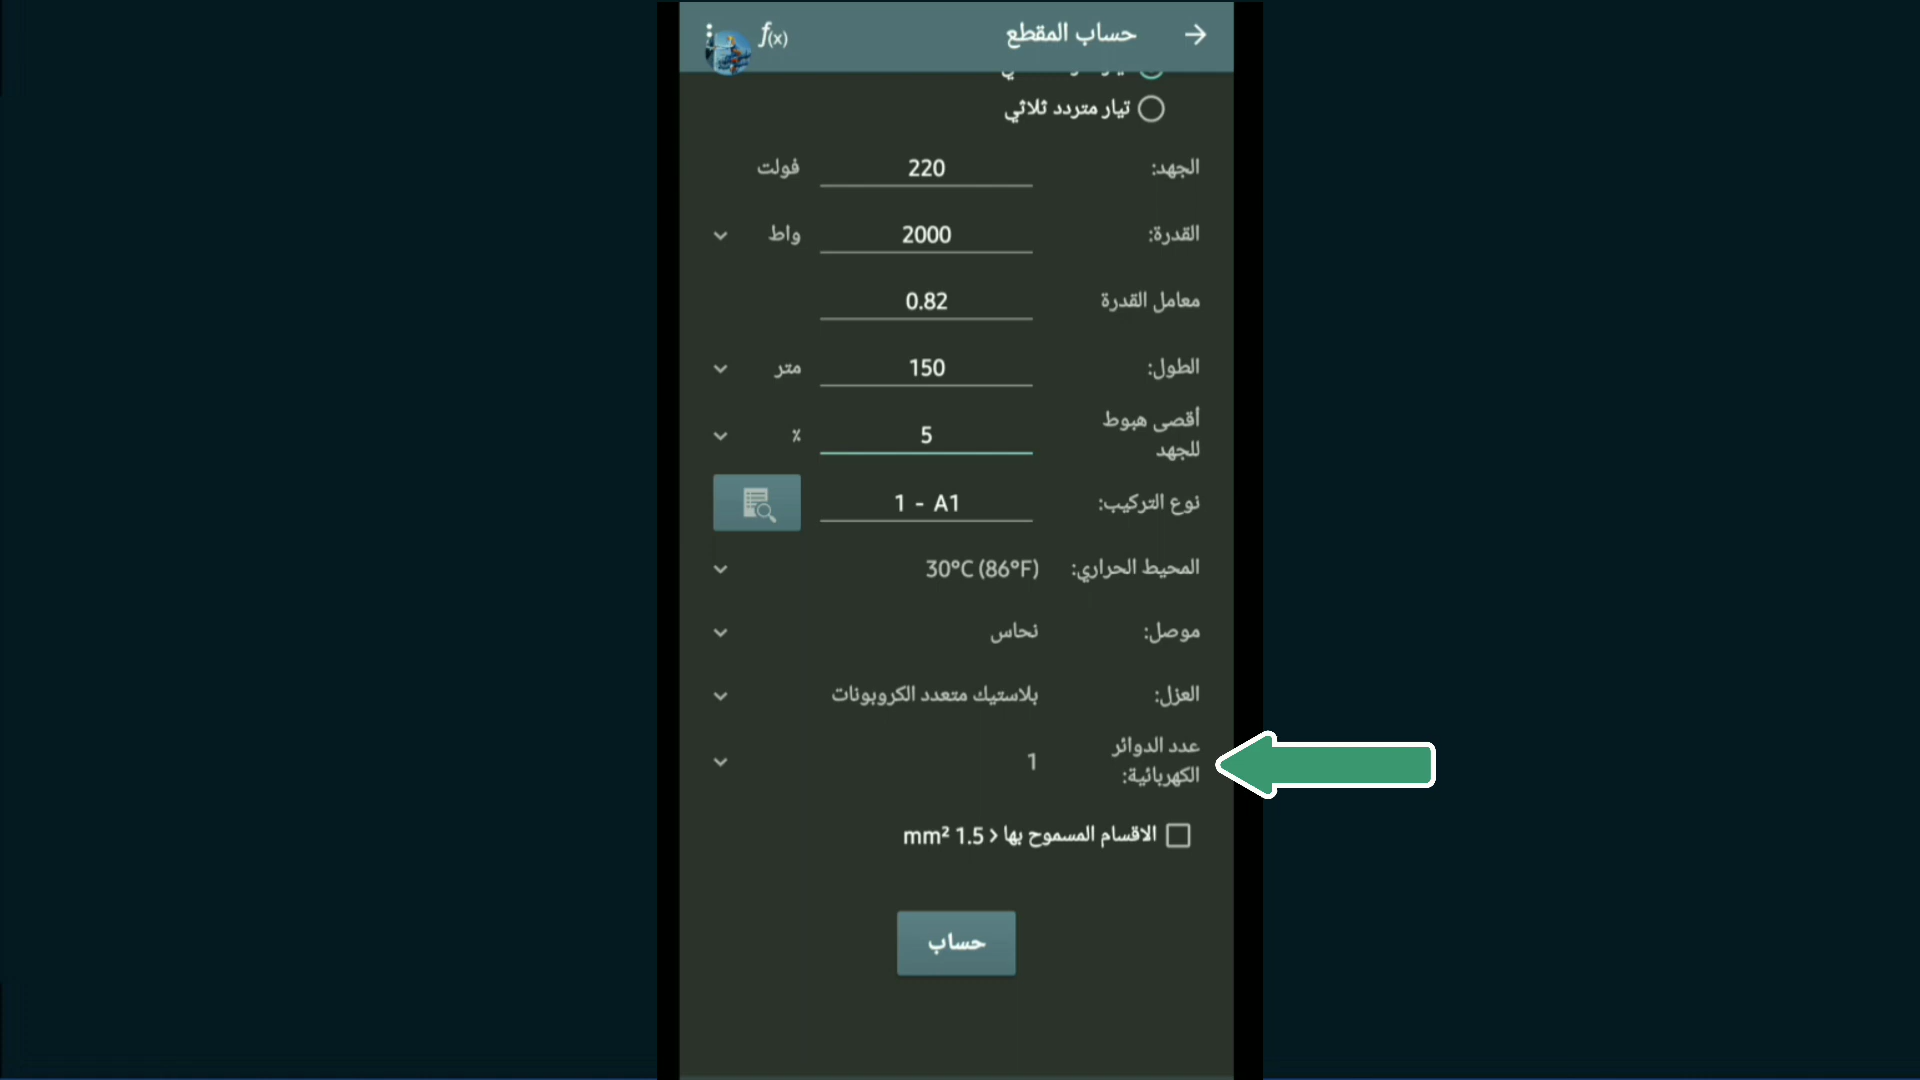 حساب المقطع
f(x)
تيار متردد ثلاثي
الجهد: 220 فولت
القدرة: 2000 واط
معامل القدرة 0.82
الطول: 150 متر
أقصى هبوط
للجهد
5 ٪
نوع التركيب: 1 - A1
المحيط الحراري: 30°C (86°F)
موصل: نحاس
العزل: بلاستيك متعدد الكروبونات
عدد الدوائر
الكهربائية:
1
الاقسام المسموح بها > 1.5 mm²
حساب